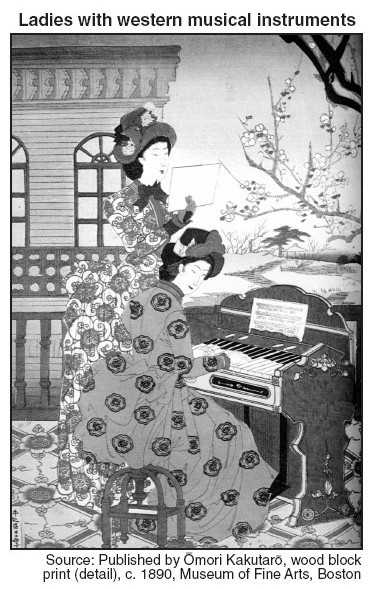 Ladies with western musical instruments
Source: Published by Ōmori Kakutarō, wood block
print (detail), c. 1890, Museum of Fine Arts, Boston